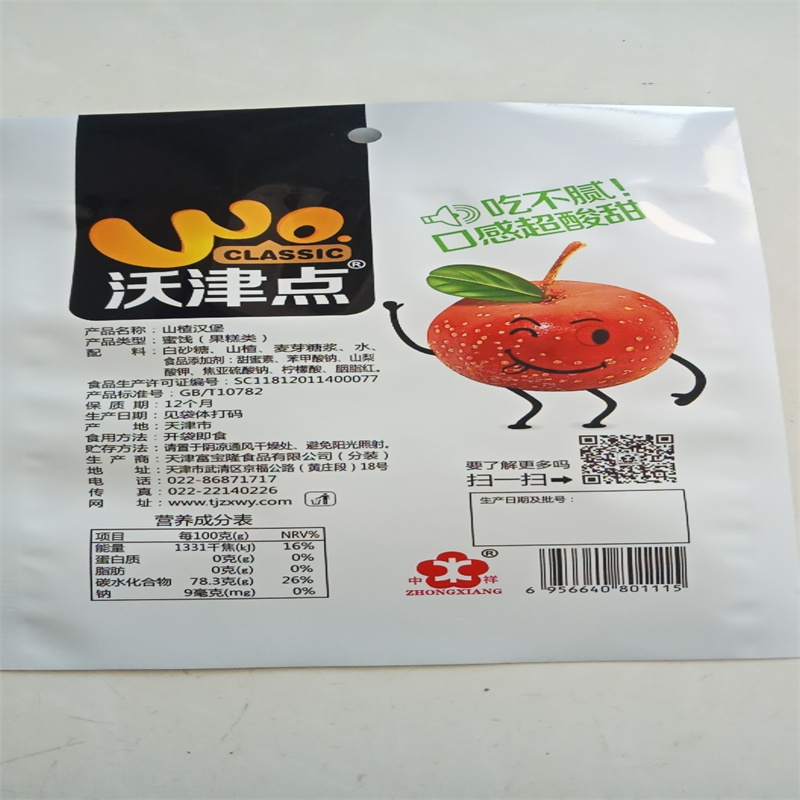 Wo.
CLASSIC
沃津点®
吃不腻!
口感超酸甜
产品名称：山楂汉堡
产品类型：蜜饯（果糕类）
配 料：白砂糖、山楂、麦芽糖浆、水、
食品添加剂：甜蜜素、苯甲酸钠、山梨
酸钾、焦亚硫酸钠、柠檬酸、胭脂红。
食品生产许可证编号：SC11812011400077
产品标准号：GB/T10782
保 质 期：12个月
生产日期：见袋体打码
产 地：天津市
食用方法：开袋即食
贮存方法：请置于阴凉通风干燥处、避免阳光照射。
生 产 商：天津富宝隆食品有限公司（分装）
地 址：天津市武清区京福公路（黄庄段）18号
电 话：022-86871717
传 真：022-22140226
网 址：www.tjzxwy.com
营养成分表
项目 每100克(g) NRV%
能量 1331千焦(kj) 16%
蛋白质 0克(g) 0%
脂肪 0克(g) 0%
碳水化合物 78.3克(g) 26%
钠 9毫克(mg) 0%
要了解更多吗
扫一扫➡
生产日期及批号：
中 祥 ®
ZHONGXIANG
6 956640 801115